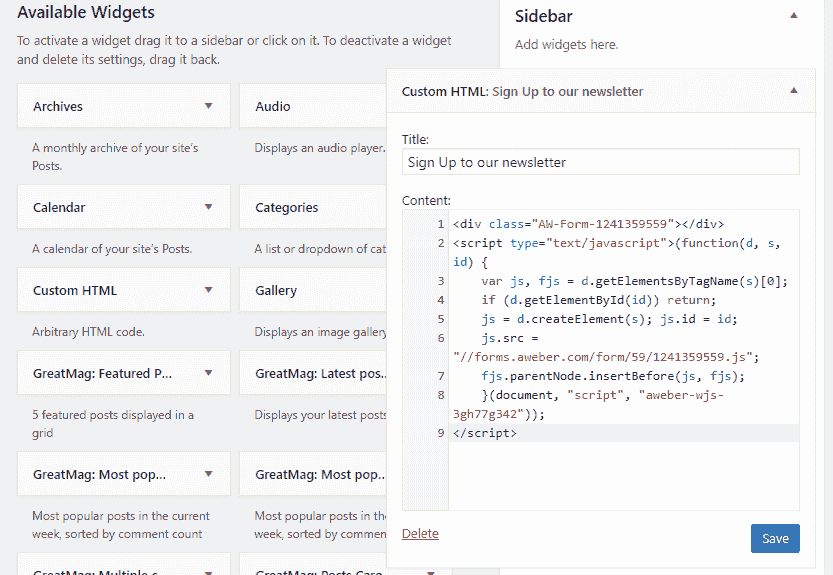 Available Widgets
To activate a widget drag it to a sidebar or click on it. To deactivate a widget
and delete its settings, drag it back.
Archives
A monthly archive of your site's
Posts.
Audio
Displays an audio player.
Calendar
A calendar of your site's Posts.
Categories
A list or dropdown of cat
Custom HTML
Arbitrary HTML code.
Gallery
Displays an image gallery
GreatMag: Featured P...
5 featured posts displayed in a
grid
GreatMag: Latest pos..
Displays your latest posts
GreatMag: Most pop...
Most popular posts in the current
week, sorted by comment count
GreatMag: Most pop..
Most popular posts in th
week, sorted by commen
GreatMag: Multiple c
GreatMag: Posts Caro
Sidebar
Add widgets here.
Custom HTML: Sign Up to our newsletter
Title:
Sign Up to our newsletter
Content:
1 <div class="AW-Form-1241359559"></div>
2 <script type="text/javascript">(function(d, s,
id) {
3 var js, fjs = d.getElementsByTagName(s)[0];
4 if (d.getElementById(id)) return;
5 js = d.createElement(s); js.id = id;
6 js.src =
"//forms.aweber.com/form/59/1241359559.js";
7 fjs.parentNode.insertBefore(js, fjs);
8 }(document, "script", "aweber-wjs-
3gh77g342"));
9 </script>
Delete
Save